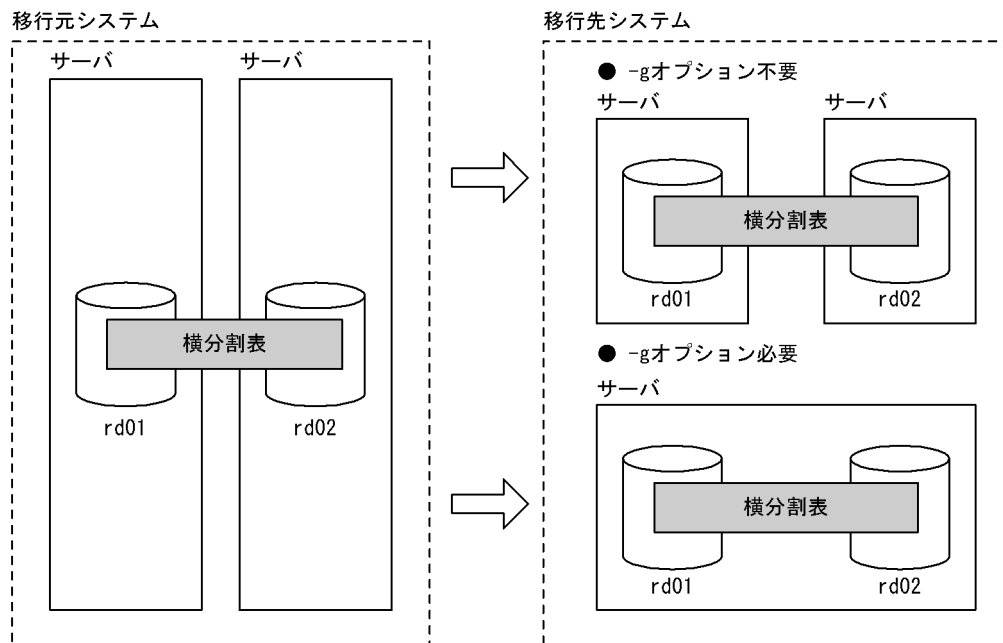 移行元システム
サーバ
サーバ
横分割表
rd01
rd02
移行先システム
● -gオプション不要
サーバ
サーバ
横分割表
rd01
rd02
● -gオプション必要
サーバ
横分割表
rd01
rd02